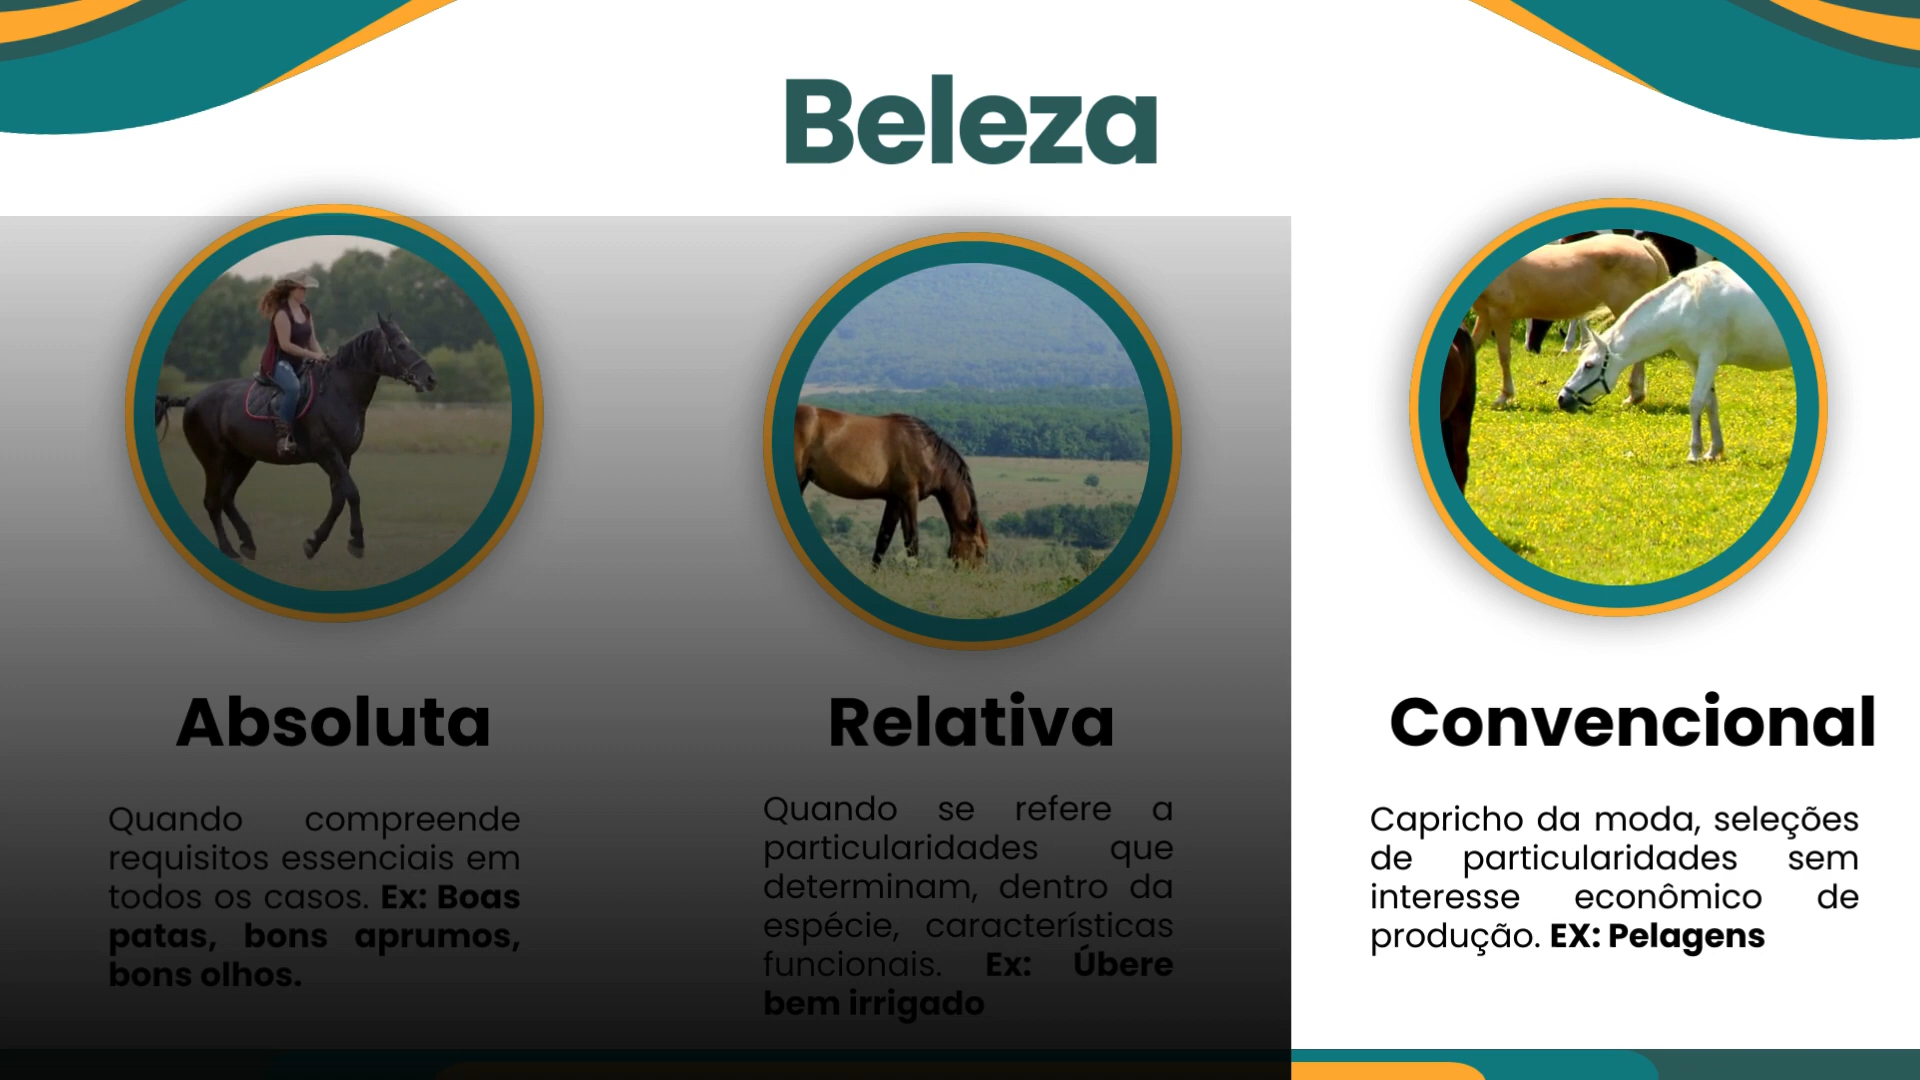 Beleza
Absoluta
Quando compreende
requisitos essenciais em
todos os casos. Ex: Boas
patas, bons aprumos,
bons olhos.
Relativa
Quando se refere a
particularidades que
determinam, dentro da
espécie, características
funcionais. Ex: Úbere
bem irrigado
Convencional
Capricho da moda, seleções
de particularidades sem
interesse econômico de
produção. EX: Pelagens